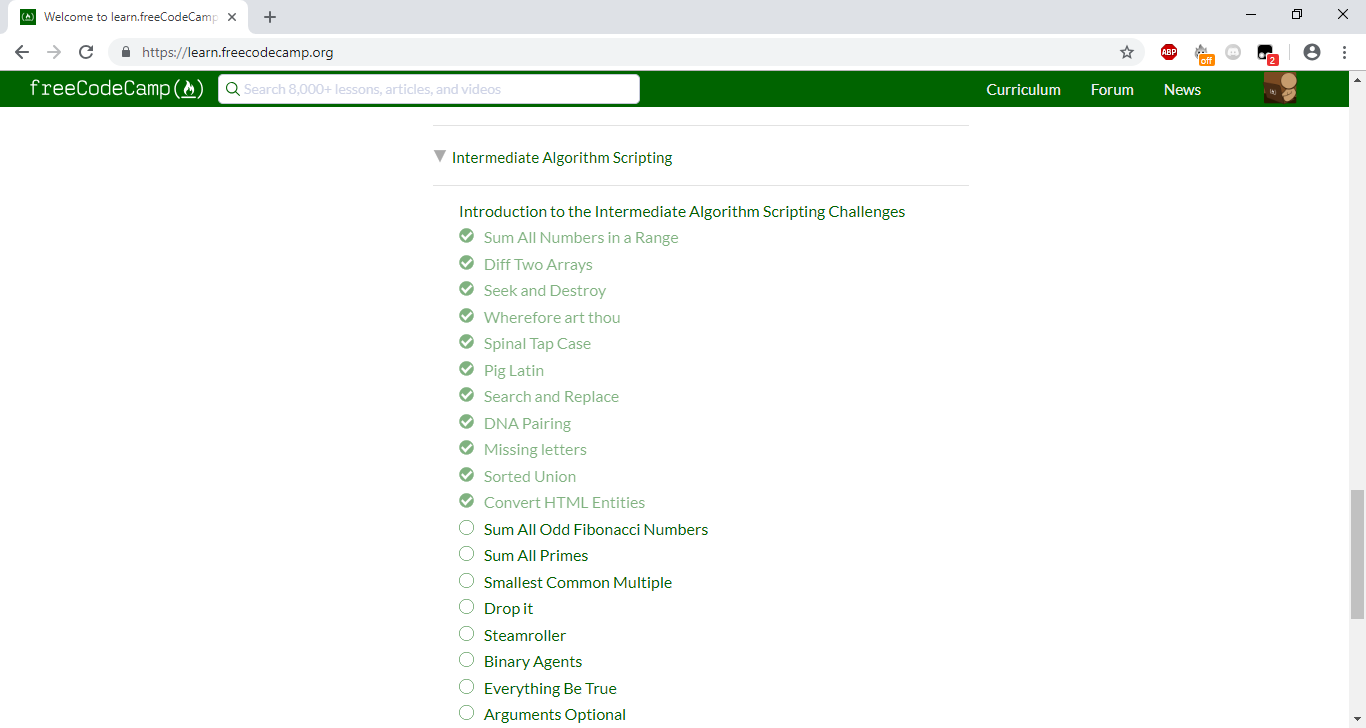 Welcome to learn.freeCodeCamp
https://learn.freecodecamp.org
ABP
off
2
freeCodeCamp(🔥)
Search 8,000+ lessons, articles, and videos
Curriculum
Forum
News
Intermediate Algorithm Scripting
Introduction to the Intermediate Algorithm Scripting Challenges
Sum All Numbers in a Range
Diff Two Arrays
Seek and Destroy
Wherefore art thou
Spinal Tap Case
Pig Latin
Search and Replace
DNA Pairing
Missing letters
Sorted Union
Convert HTML Entities
Sum All Odd Fibonacci Numbers
Sum All Primes
Smallest Common Multiple
Drop it
Steamroller
Binary Agents
Everything Be True
Arguments Optional